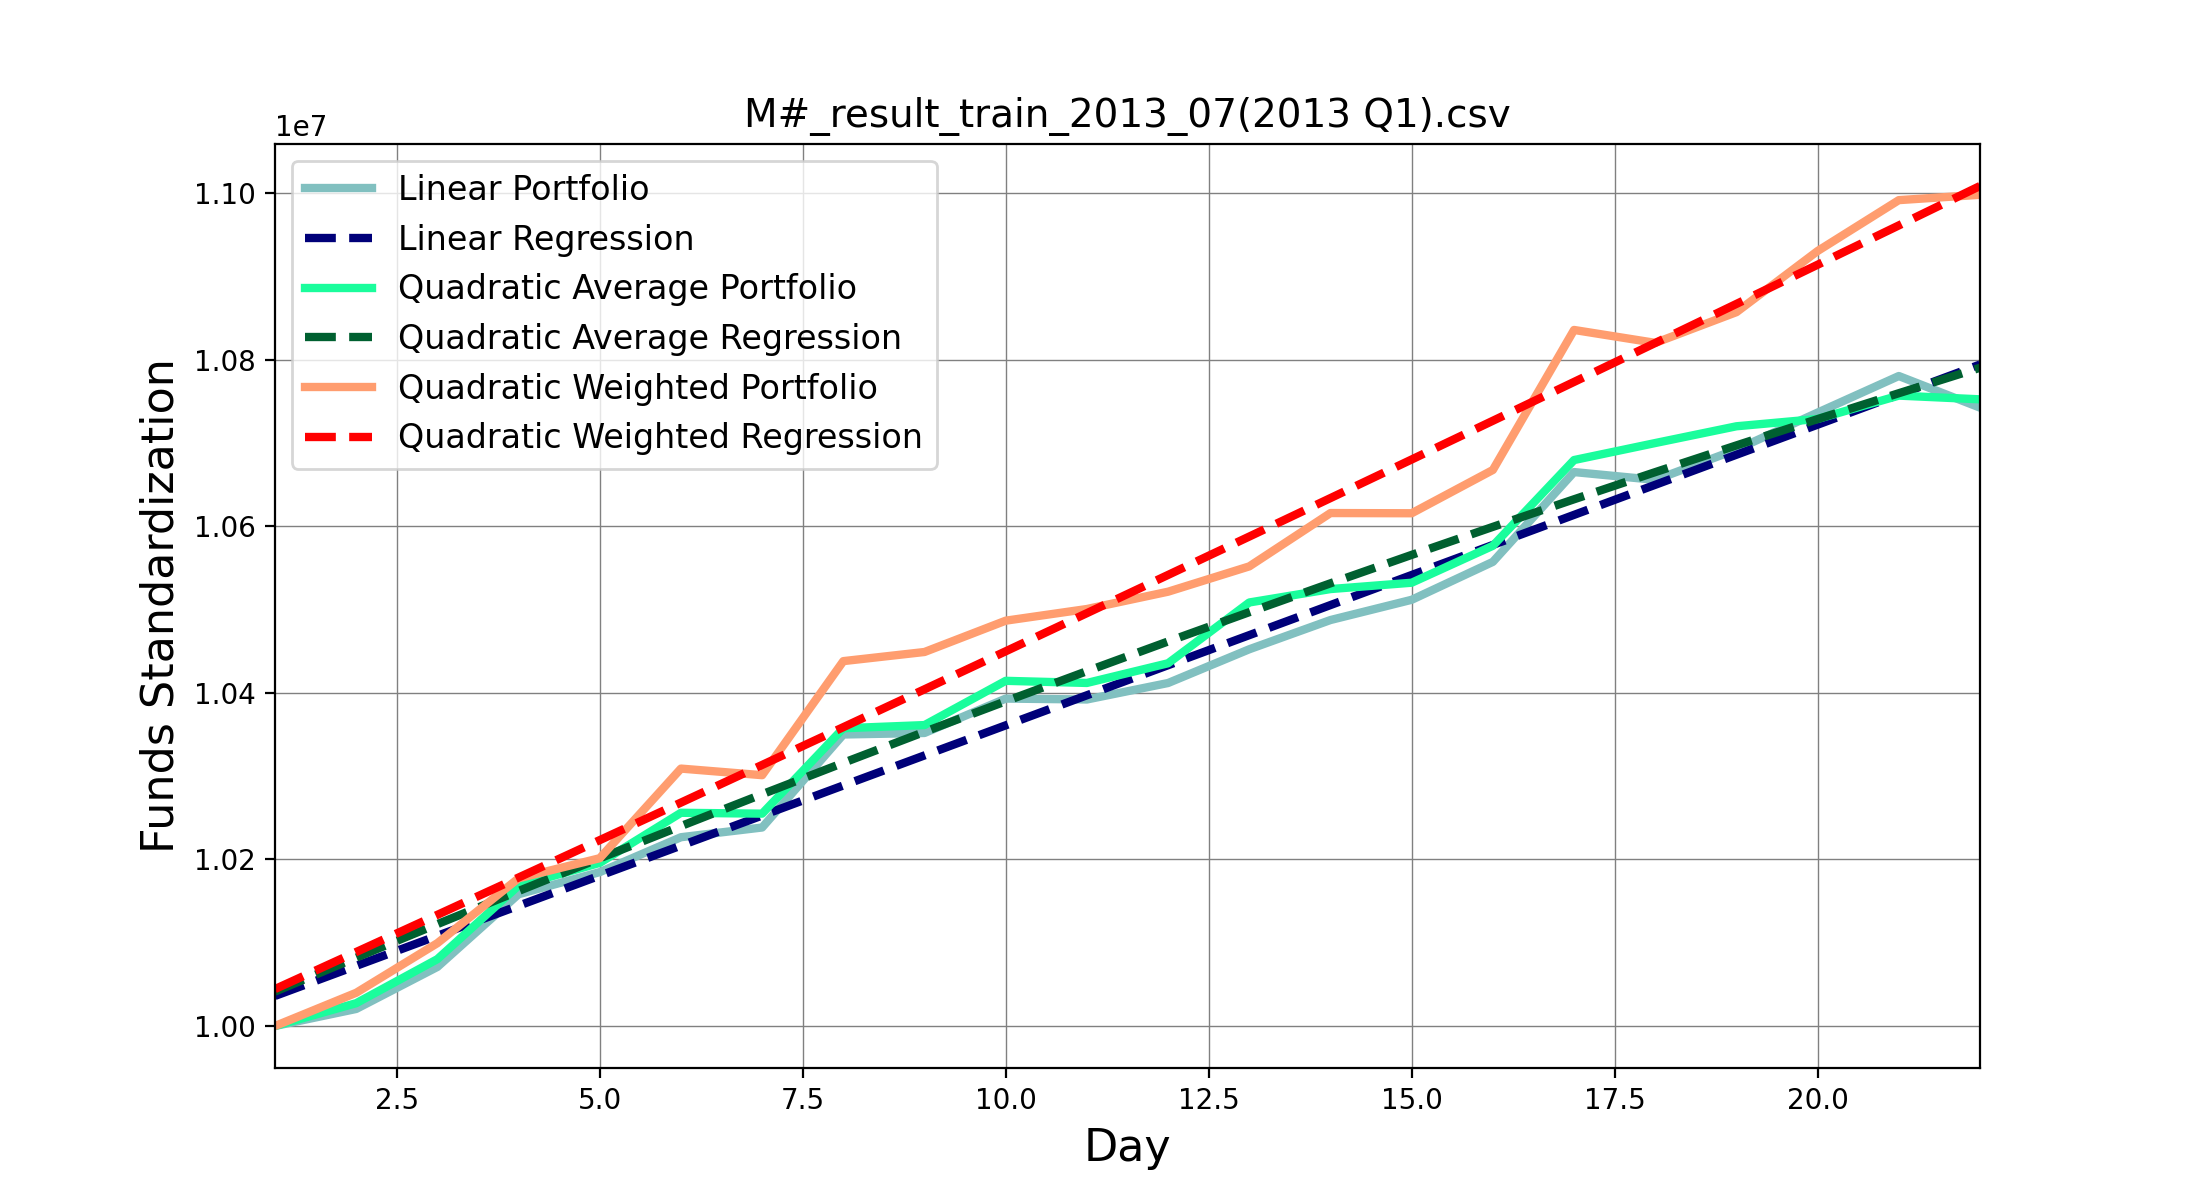 M#_result_train_2013_07(2013 Q1).csv
1e7
Linear Portfolio
Linear Regression
Quadratic Average Portfolio
Quadratic Average Regression
Quadratic Weighted Portfolio
Quadratic Weighted Regression
1.10
1.08
1.06
1.04
1.02
1.00
Funds Standardization
2.5 5.0 7.5 10.0 12.5 15.0 17.5 20.0
Day